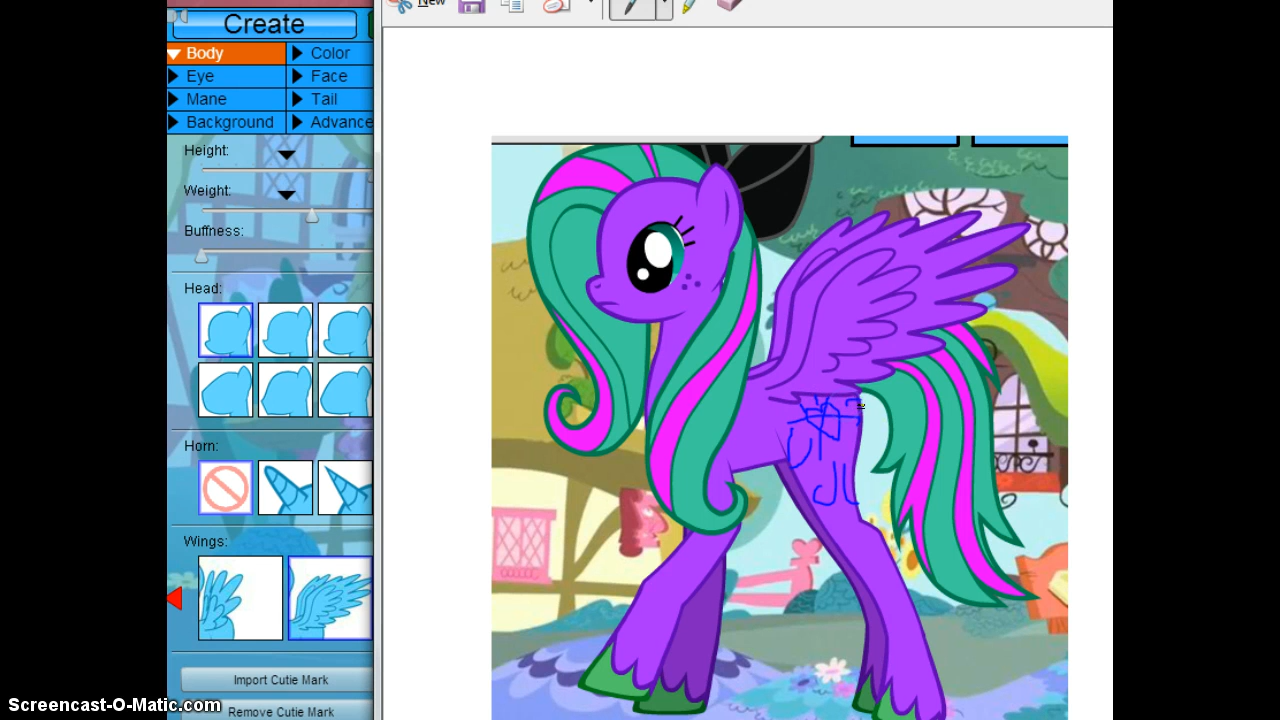 New
Create
Body
Color
Eye
Face
Mane
Tail
Background
Advance
Height:
Weight:
Buffness:
Head:
Horn:
Wings:
Import Cutie Mark
Remove Cutie Mark
Screencast-O-Matic.com